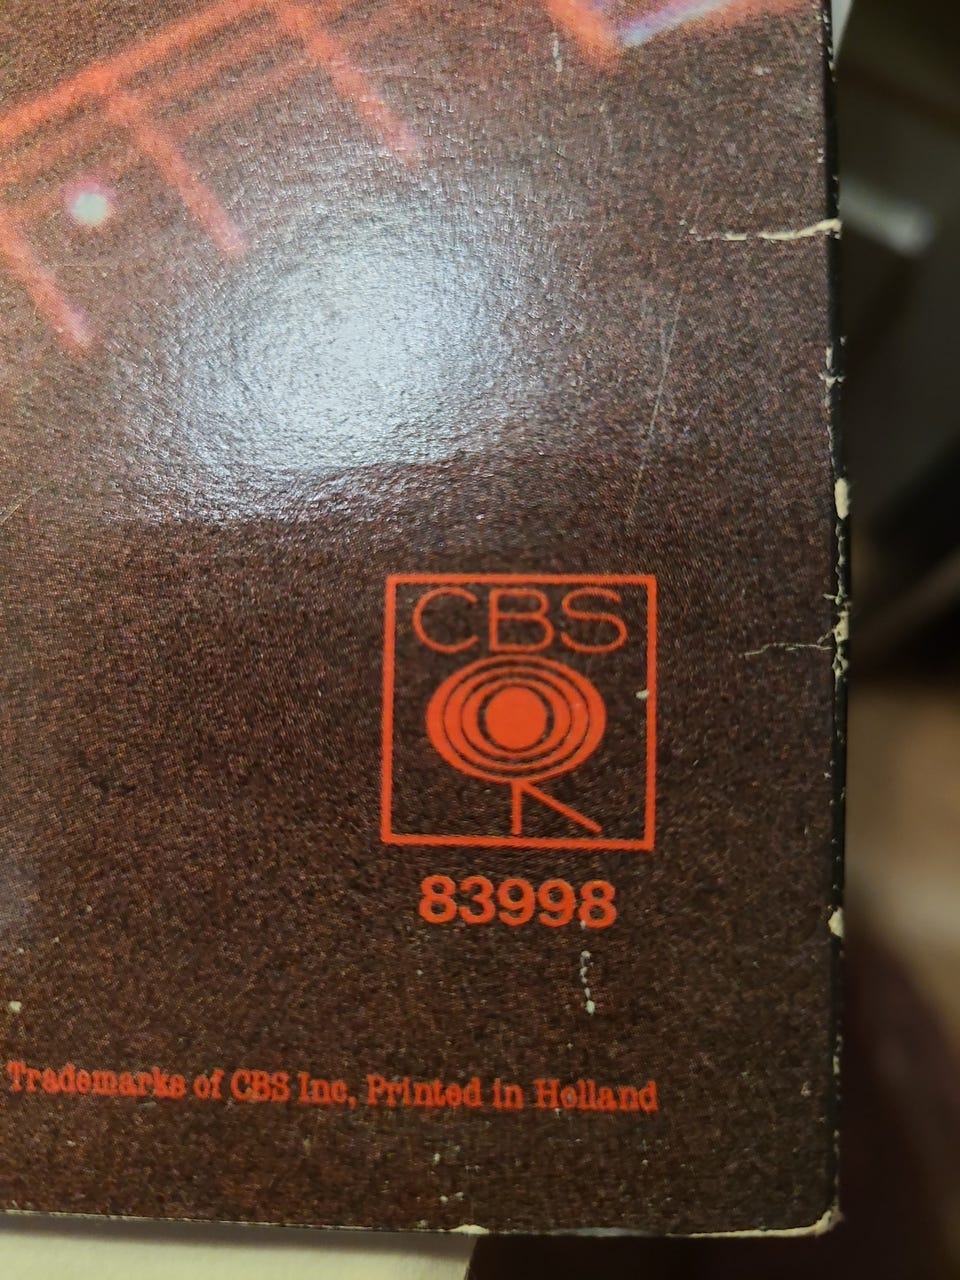 CBS
83998
Trademarks of CBS Inc, Printed in Holland